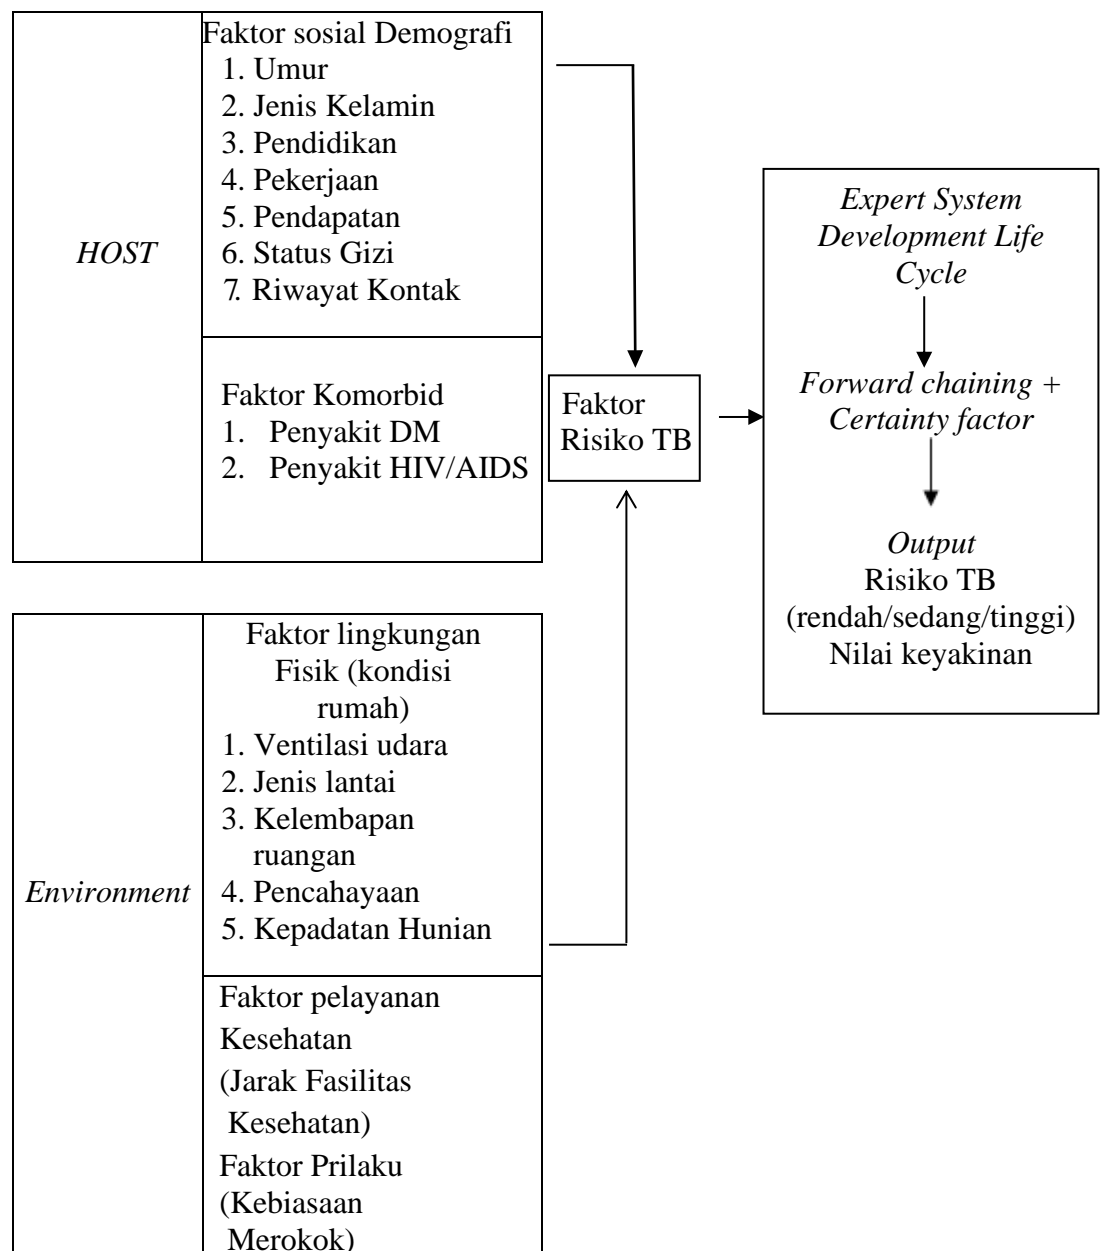 HOST
Faktor sosial Demografi
1. Umur
2. Jenis Kelamin
3. Pendidikan
4. Pekerjaan
5. Pendapatan
6. Status Gizi
7. Riwayat Kontak
Faktor Komorbid
1. Penyakit DM
2. Penyakit HIV/AIDS
Environment
Faktor lingkungan
Fisik (kondisi
rumah)
1. Ventilasi udara
2. Jenis lantai
3. Kelembapan
ruangan
4. Pencahayaan
5. Kepadatan Hunian
Faktor pelayanan
Kesehatan
(Jarak Fasilitas
Kesehatan)
Faktor Prilaku
(Kebiasaan
Merokok)
Faktor
Risiko TB
Expert System
Development Life
Cycle
Forward chaining +
Certainty factor
Output
Risiko TB
(rendah/sedang/tinggi)
Nilai keyakinan